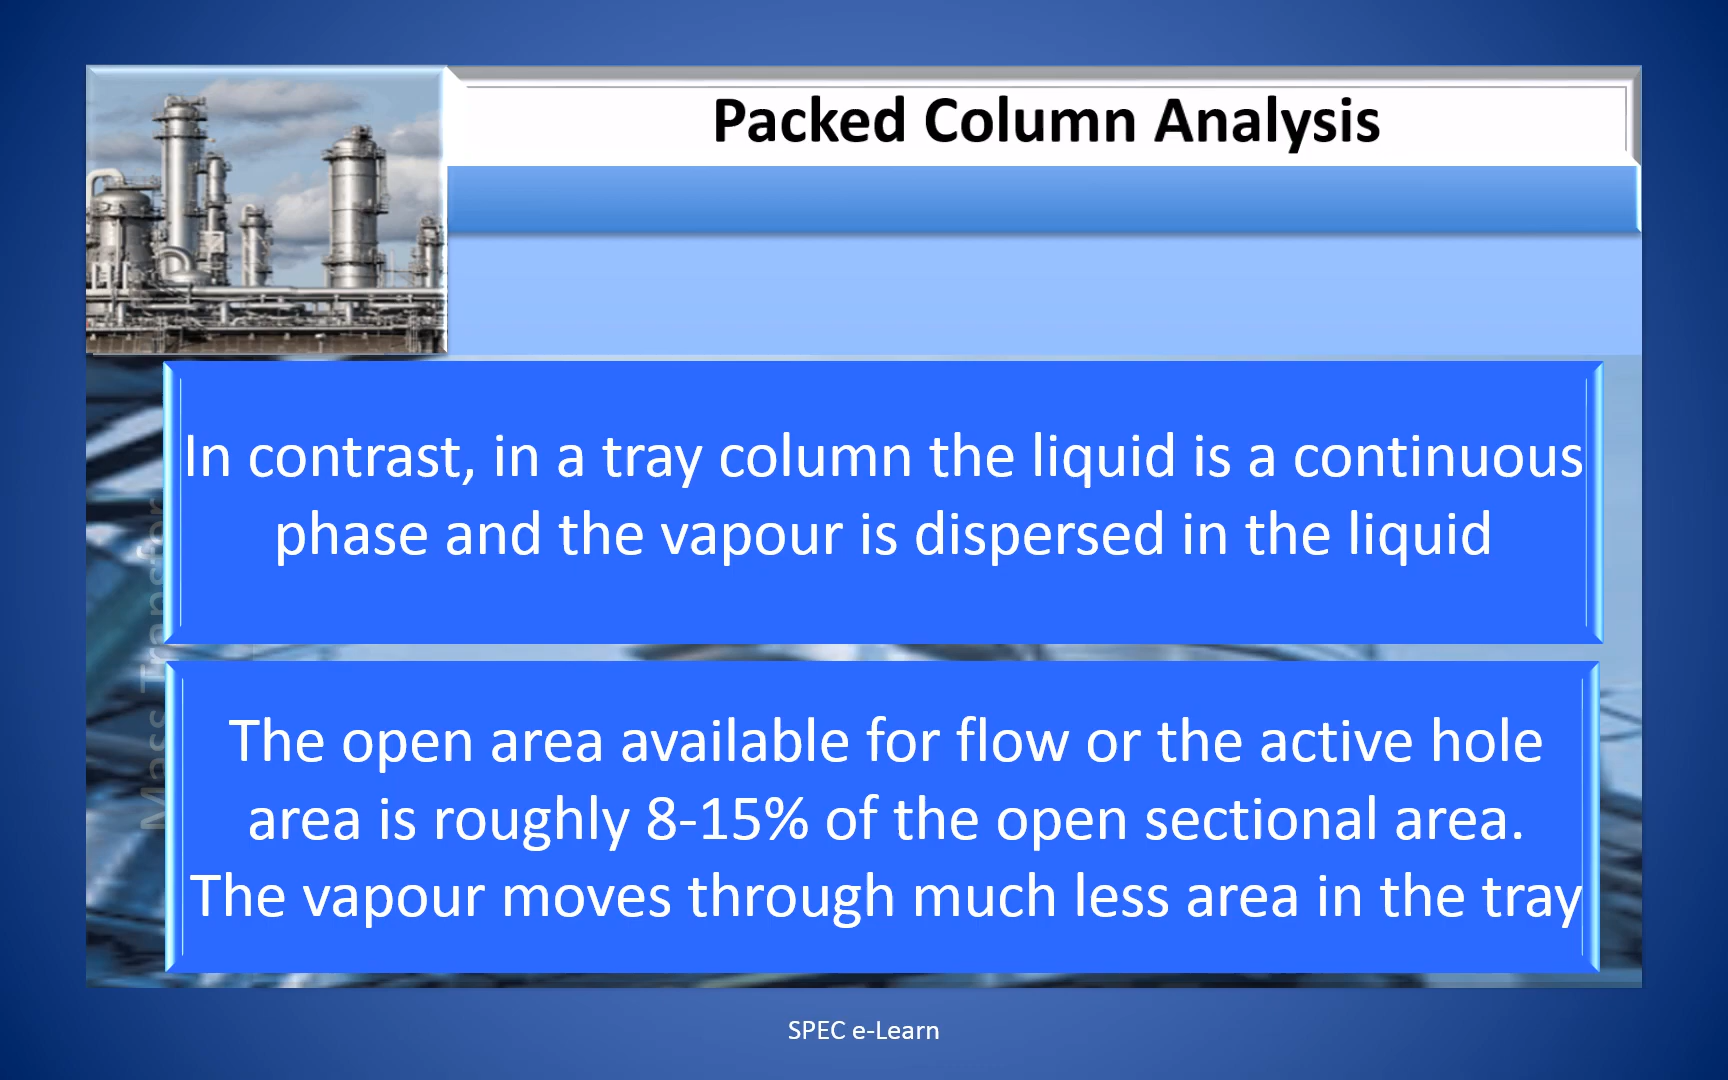 Packed Column Analysis
In contrast, in a tray column the liquid is a continuous
phase and the vapour is dispersed in the liquid
Mass Transfer
The open area available for flow or the active hole
area is roughly 8-15% of the open sectional area.
The vapour moves through much less area in the tray
SPEC e-Learn